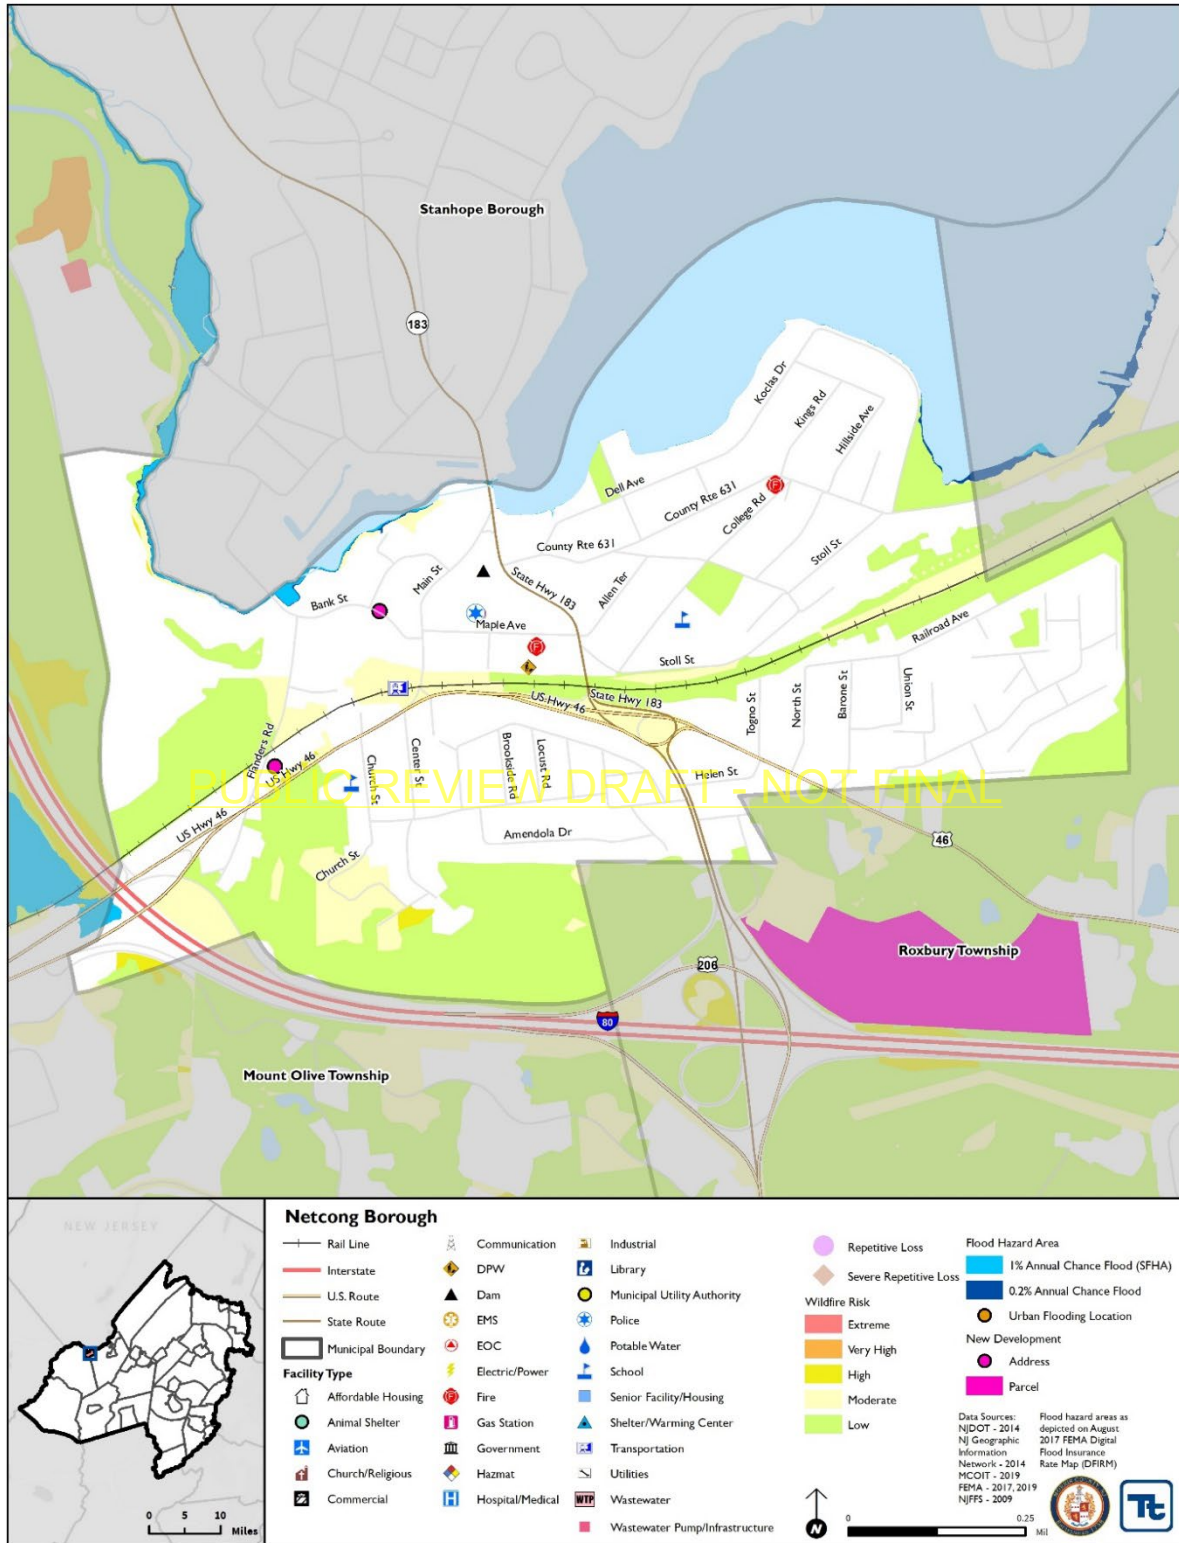 Stanhope Borough
183
Koclas Dr
Kings Rd
Hillside Ave
Dell Ave
County Rte 631
College Rd
County Rte 631
Stoll St
Main St
State Hwy 183
Allen Ter
Bank St
Maple Ave
Railroad Ave
Stoll St
State Hwy 183
US Hwy 46
Togno St
North St
Barone St
Union St
Flanders Rd
US Hwy 46
Church St
Center St
Brookside Rd
Locust Rd
Helen St
PUBLIC REVIEW DRAFT - NOT FINAL
US Hwy 46
Amendola Dr
46
Church St
Roxbury Township
206
80
Mount Olive Township
NEW JERSEY
0 5 10
Miles
Netcong Borough
Rail Line
Interstate
U.S. Route
State Route
Municipal Boundary
Facility Type
Affordable Housing
Animal Shelter
Aviation
Church/Religious
Commercial
Communication
DPW
Dam
EMS
EOC
Electric/Power
Fire
Gas Station
Government
Hazmat
Hospital/Medical
Industrial
Library
Municipal Utility Authority
Police
Potable Water
School
Senior Facility/Housing
Shelter/Warming Center
Transportation
Utilities
WTP Wastewater
Wastewater Pump/Infrastructure
Repetitive Loss
Severe Repetitive Loss
Wildfire Risk
Extreme
Very High
High
Moderate
Low
Flood Hazard Area
1% Annual Chance Flood (SFHA)
0.2% Annual Chance Flood
Urban Flooding Location
New Development
Address
Parcel
Data Sources:
NJDOT - 2014
NJ Geographic
Information
Network - 2014
MCOIT - 2019
FEMA - 2017, 2019
NJFFS - 2009
Flood hazard areas as
depicted on August
2017 FEMA Digital
Flood Insurance
Rate Map (DFIRM)
N
0 0.25
Mil
Tt